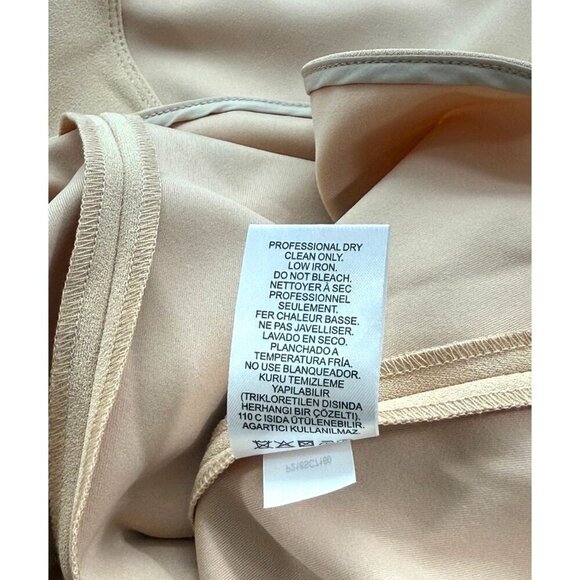 PROFESSIONAL DRY
CLEAN ONLY.
LOW IRON.
DO NOT BLEACH.
NETTOYER À SEC
PROFESSIONNEL
SEULEMENT.
FER CHALEUR BASSE.
NE PAS JAVELLISER.
LAVADO EN SECO.
PLANCHADO A
TEMPERATURA FRÍA.
NO USE BLANQUEADOR.
KURU TEMIZLEME
YAPILABILIR
(TRIKLORETILEN DISINDA
HERHANGI BIR ÇÖZELTI).
110 C ISIDA ÜTÜLENEBILIR.
AGARTICI KULLANILMAZ.